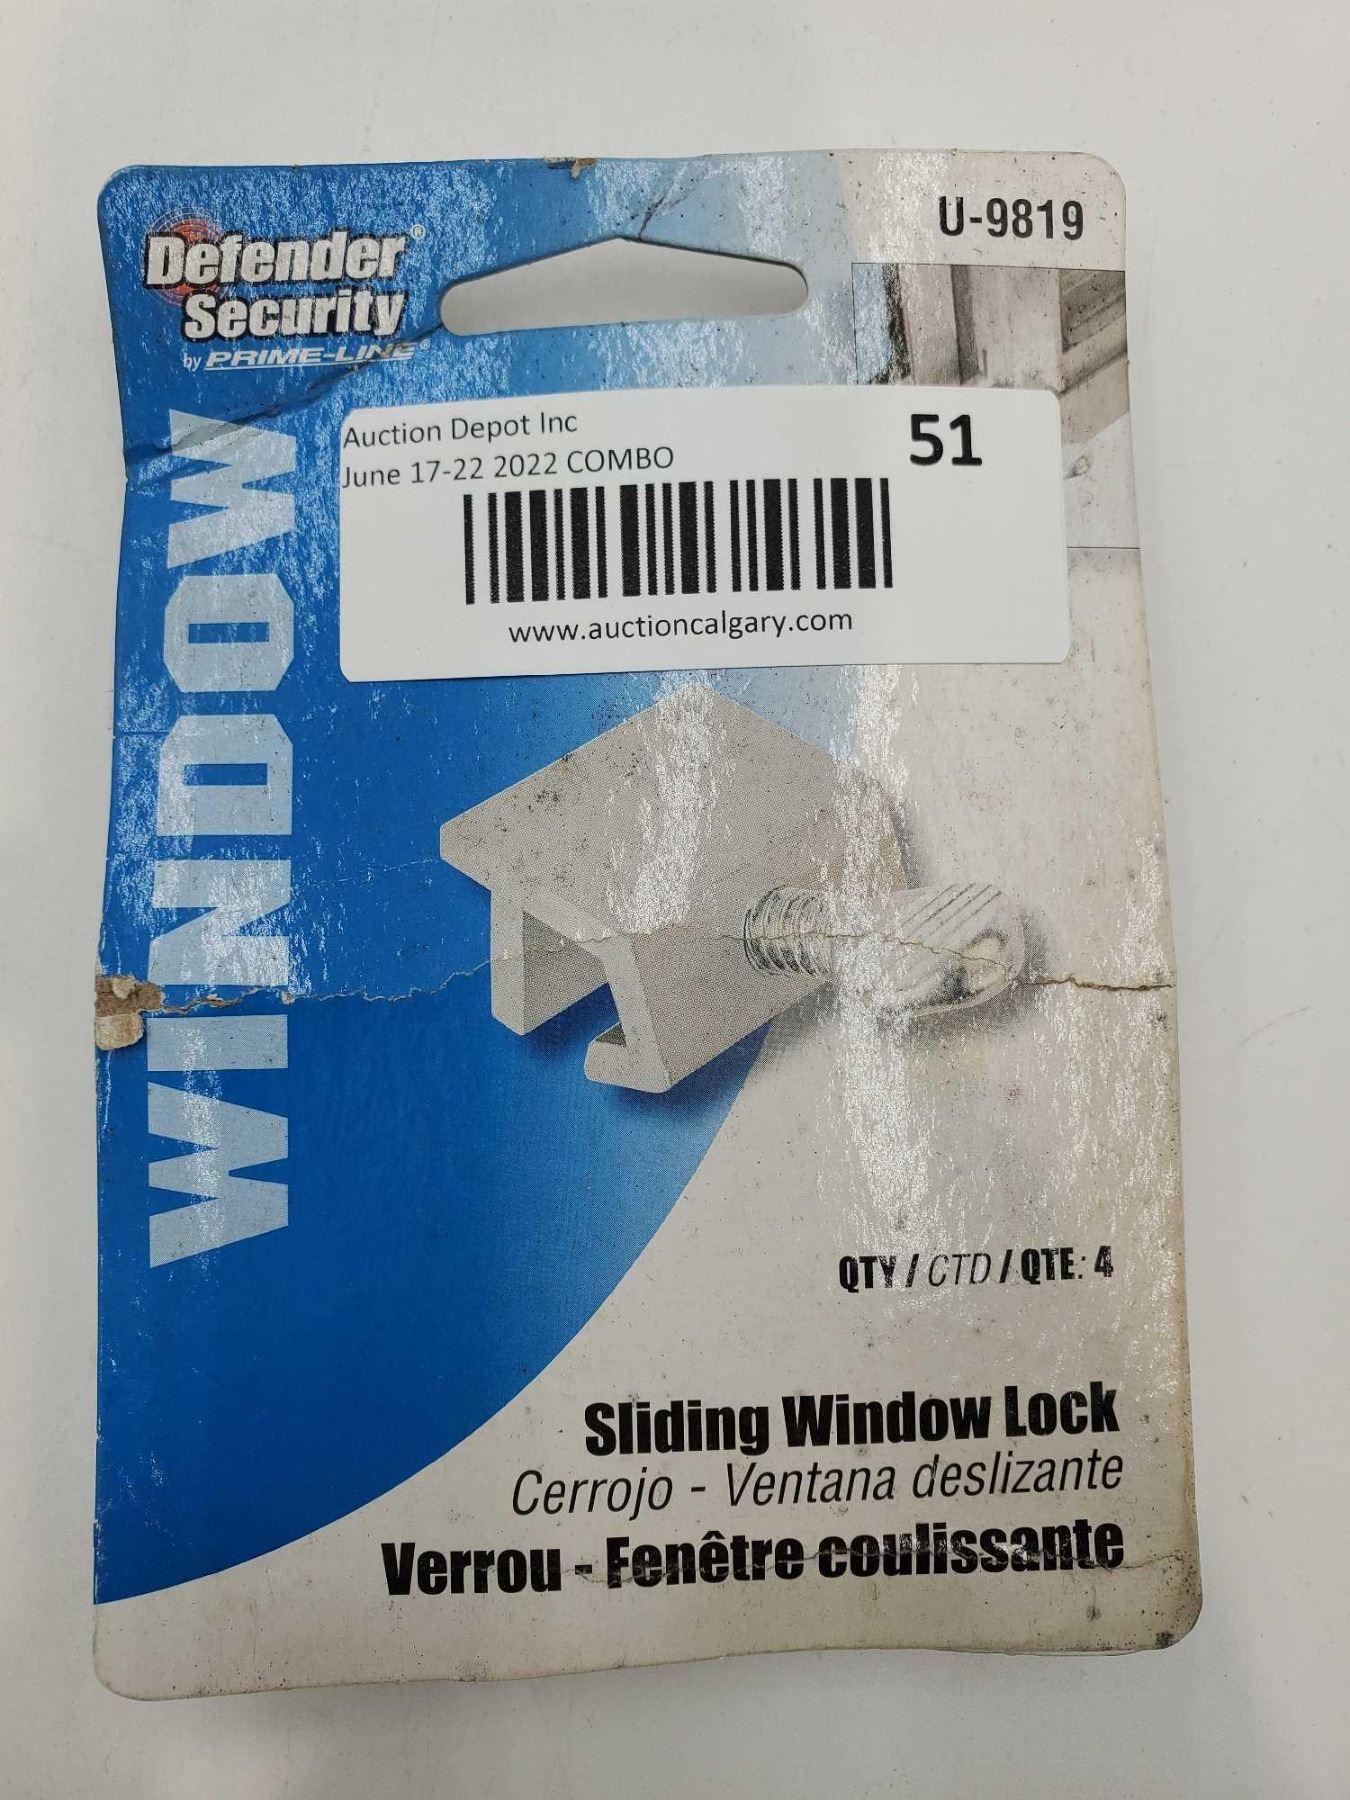 Defender®
Security
by PRIME-LINE®
U-9819
Auction Depot Inc
51
June 17-22 2022 COMBO
www.auctioncalgary.com
WINDOW
QTY / CTD / QTE: 4
Sliding Window Lock
Cerrojo - Ventana deslizante
Verrou - Fenêtre coulissante